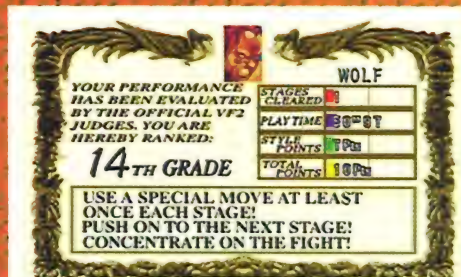 WOLF
YOUR PERFORMANCE
HAS BEEN EVALUATED
BY THE OFFICIAL VF2
JUDGES. YOU ARE
HEREBY RANKED:
14TH GRADE
STAGES
CLEARED
PLAY TIME
STYLE
POINTS
TOTAL
POINTS
USE A SPECIAL MOVE AT LEAST
ONCE EACH STAGE!
PUSH ON TO THE NEXT STAGE!
CONCENTRATE ON THE FIGHT!